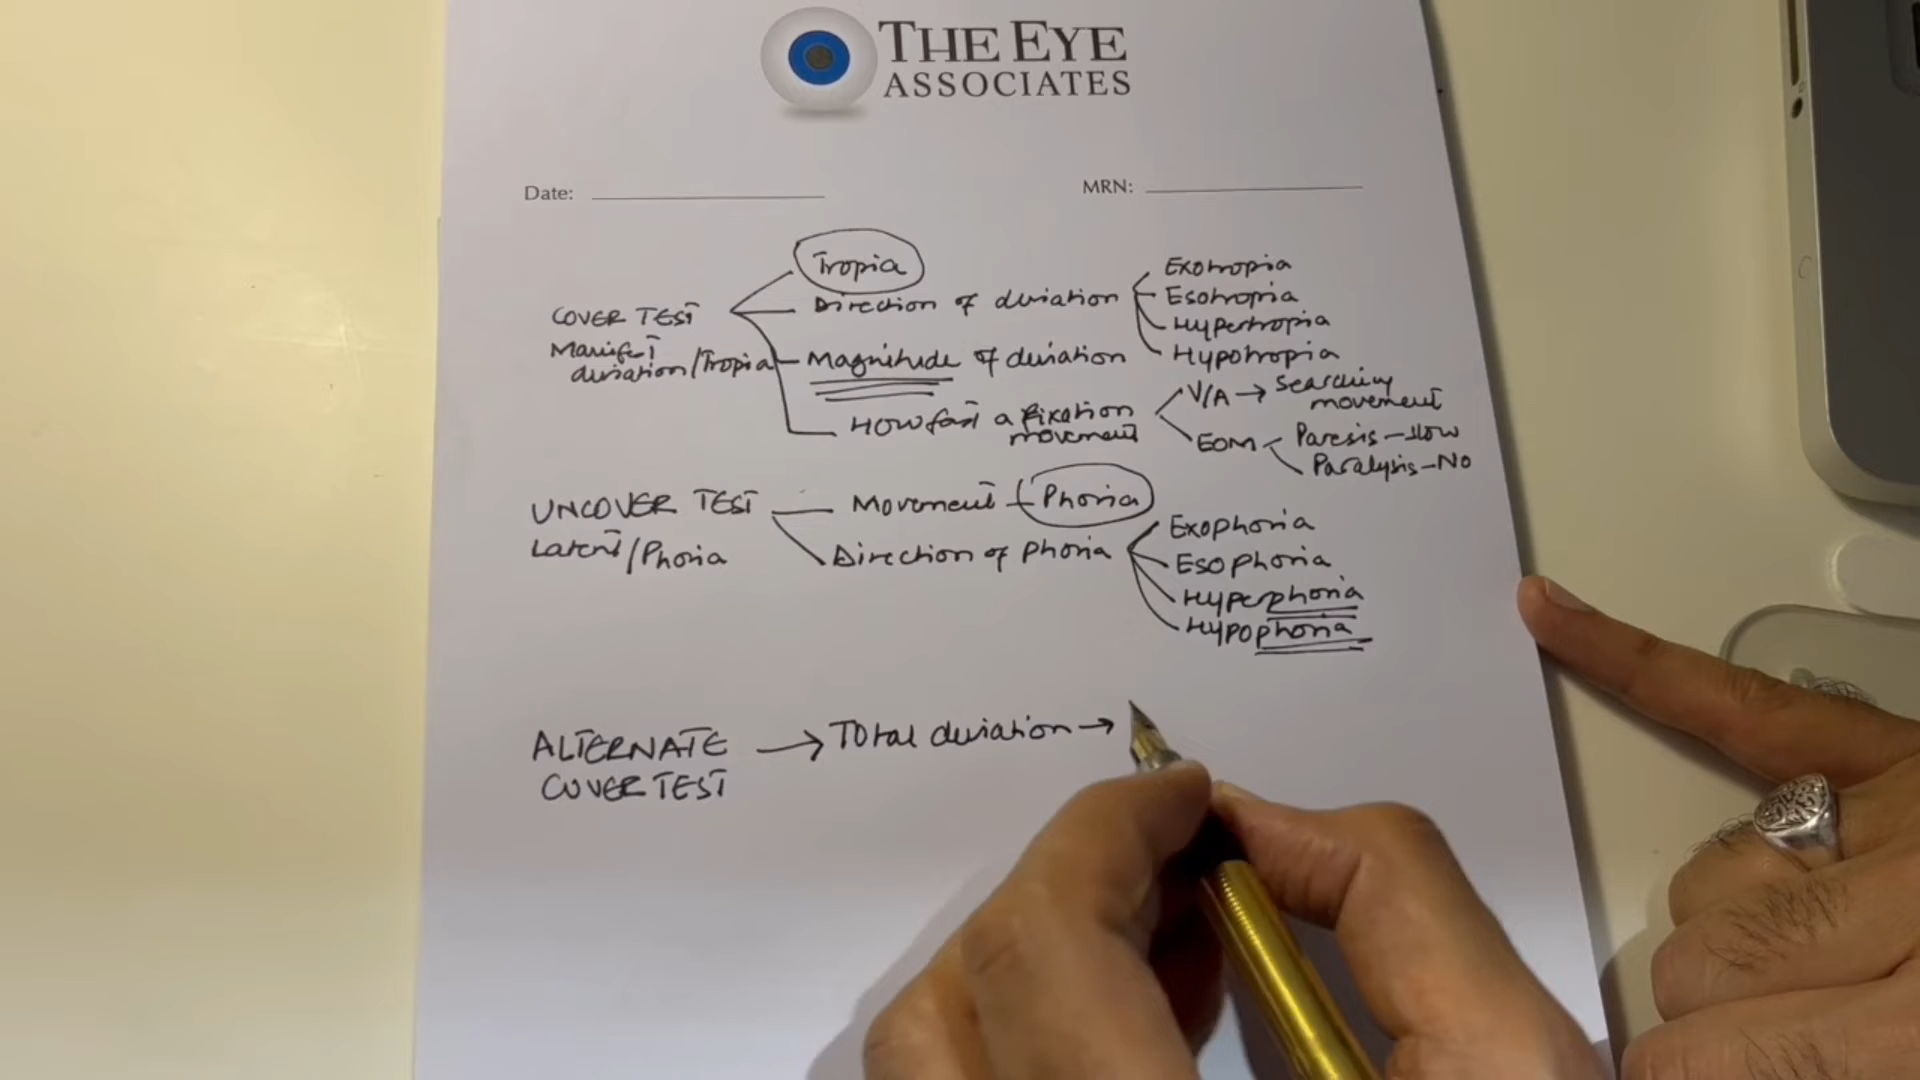 THE EYE
ASSOCIATES
Date:
MRN:
Tropia
COVER TEST
Manifest
deviation/Tropia
Direction of deviation
Exotropia
Esotropia
Hypertropia
Hypotropia
Magnitude of deviation
How fast a fixation
movement
V/A → Searching
movement
EOM
Paresis - slow
Paralysis - No
UNCOVER TEST
Latent/Phoria
Movement - Phoria
Direction of phoria
Exophoria
Esophoria
Hyperphoria
Hypophoria
ALTERNATE
COVER TEST
→ Total deviation →